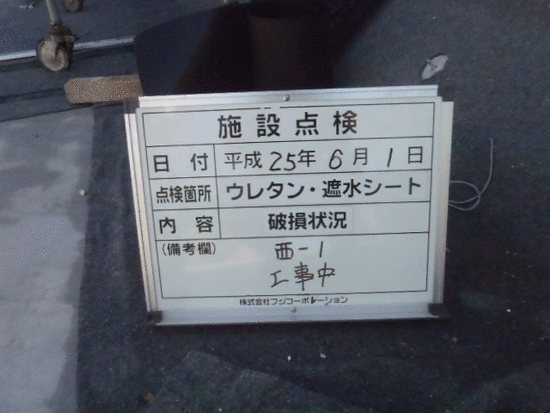 施設点検
日付 平成25年6月1日
点検箇所 ウレタン・遮水シート
内容 破損状況
(備考欄) 西-1
工事中
株式会社フジコーポレーション